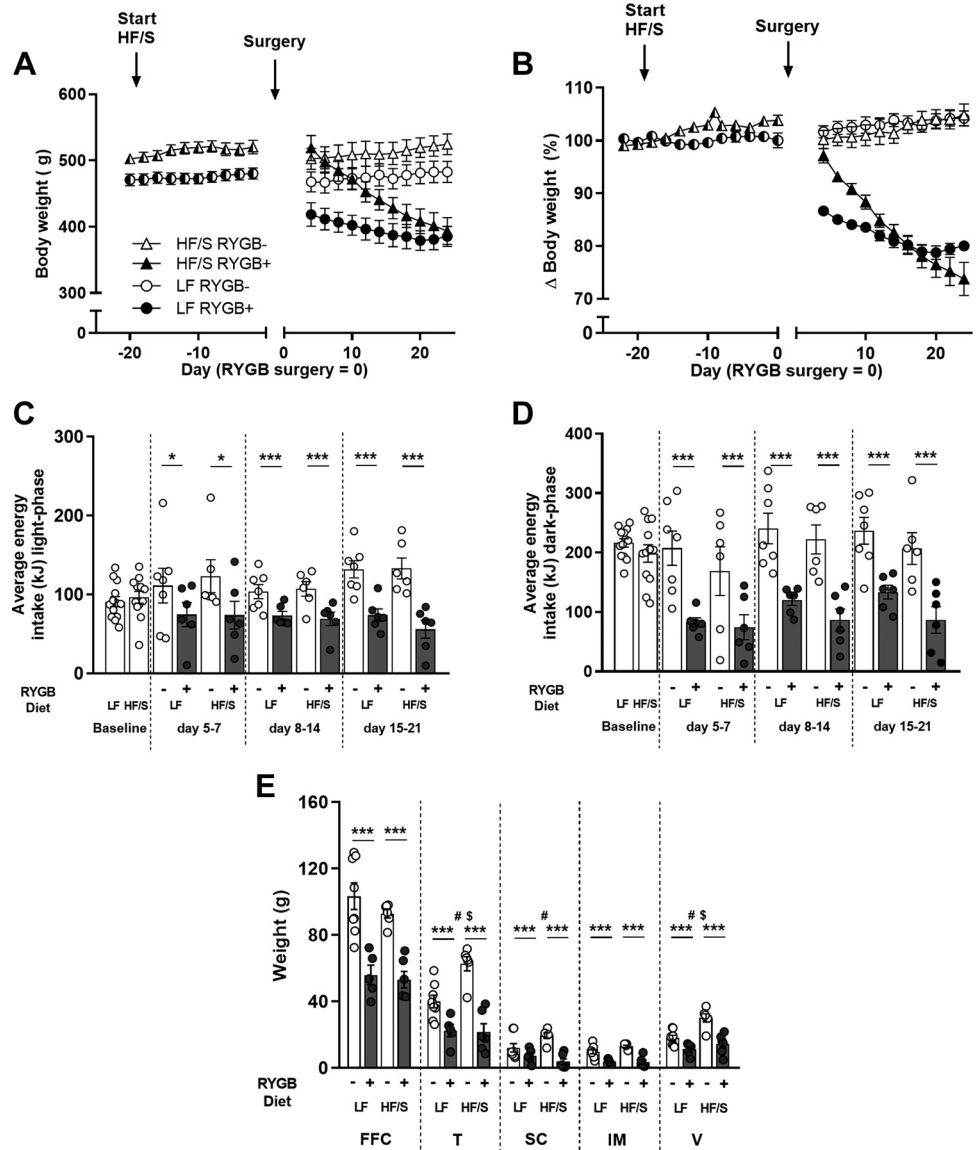 A
Start
HF/S
Surgery
Body weight ( g)
600
500
400
300
0
HF/S RYGB-
HF/S RYGB+
LF RYGB-
LF RYGB+
-20 -10 0 10 20
Day (RYGB surgery = 0)
B
Start
HF/S
Surgery
Δ Body weight (%)
110
100
90
80
70
0
-20 -10 0 10 20
Day (RYGB surgery = 0)
C
Average energy
intake (kJ) light-phase
300
200
100
0
* * *** *** *** ***
RYGB - + - + - + - + - + - +
Diet LF HF/S LF HF/S LF HF/S LF HF/S
Baseline day 5-7 day 8-14 day 15-21
D
Average energy
intake (kJ) dark-phase
400
300
200
100
0
*** *** *** *** *** ***
RYGB - + - + - + - + - + - +
Diet LF HF/S LF HF/S LF HF/S LF HF/S
Baseline day 5-7 day 8-14 day 15-21
E
Weight (g)
160
120
80
40
0
*** ***
# $
*** ***
#
*** ***
*** ***
# $
*** ***
RYGB - + - + - + - + - + - + - + - + - + - +
Diet LF HF/S LF HF/S LF HF/S LF HF/S LF HF/S
FFC T SC IM V